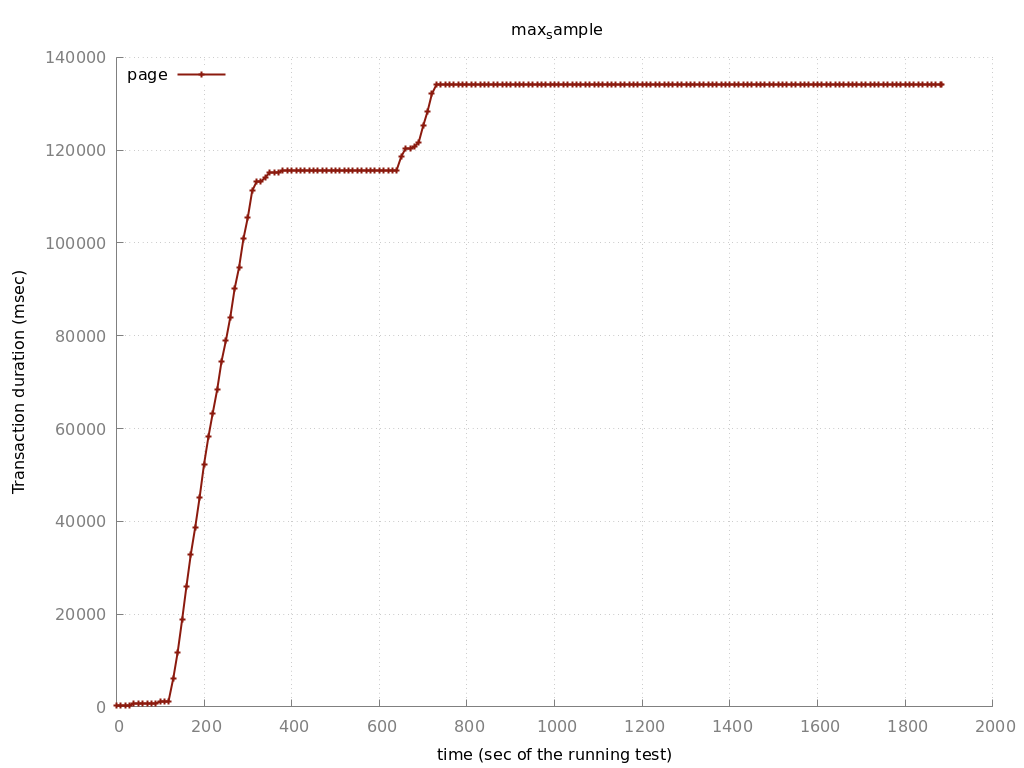 max_sample
page
140000
120000
100000
80000
60000
40000
20000
0
Transaction duration (msec)
0 200 400 600 800 1000 1200 1400 1600 1800 2000
time (sec of the running test)